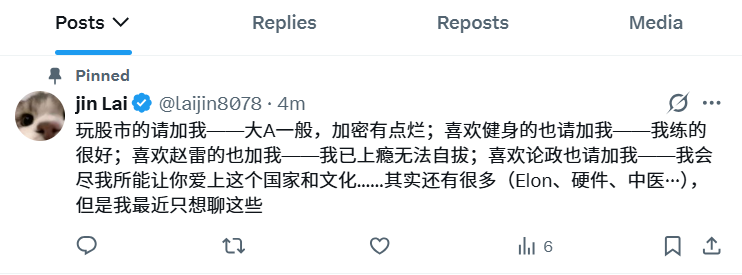 Posts
Replies
Reposts
Media
Pinned
jin Lai @laijin8078 · 4m
玩股市的请加我——大A一般，加密有点烂；喜欢健身的也请加我——我练的
很好；喜欢赵雷的也加我——我已上瘾无法自拔；喜欢论政也请加我——我会
尽我所能让你爱上这个国家和文化......其实还有很多（Elon、硬件、中医…），
但是我最近只想聊这些
6